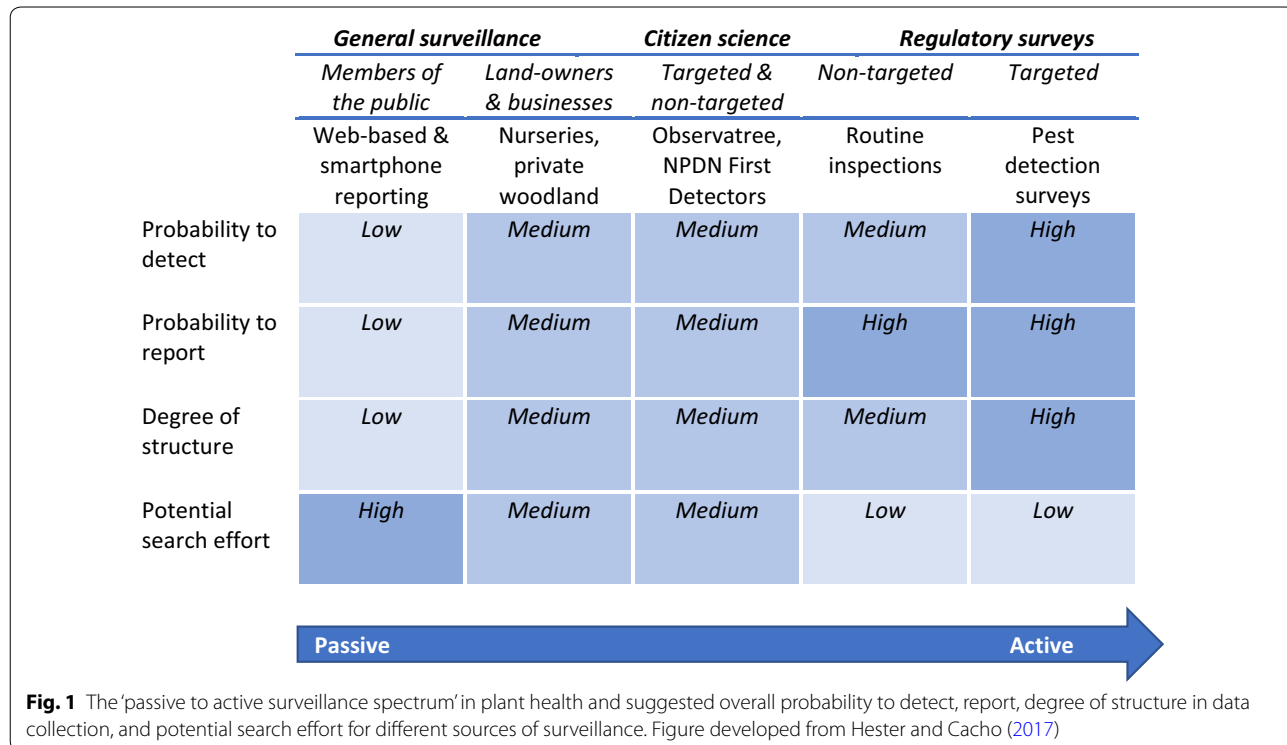 General surveillance Citizen science Regulatory surveys
Members of the public Land-owners & businesses Targeted & non-targeted Non-targeted Targeted
Web-based & smartphone reporting Nurseries, private woodland Observatree, NPDN First Detectors Routine inspections Pest detection surveys
Probability to detect Low Medium Medium Medium High
Probability to report Low Medium Medium High High
Degree of structure Low Medium Medium Medium High
Potential search effort High Medium Medium Low Low
Passive Active
Fig. 1 The 'passive to active surveillance spectrum' in plant health and suggested overall probability to detect, report, degree of structure in data
collection, and potential search effort for different sources of surveillance. Figure developed from Hester and Cacho (2017)